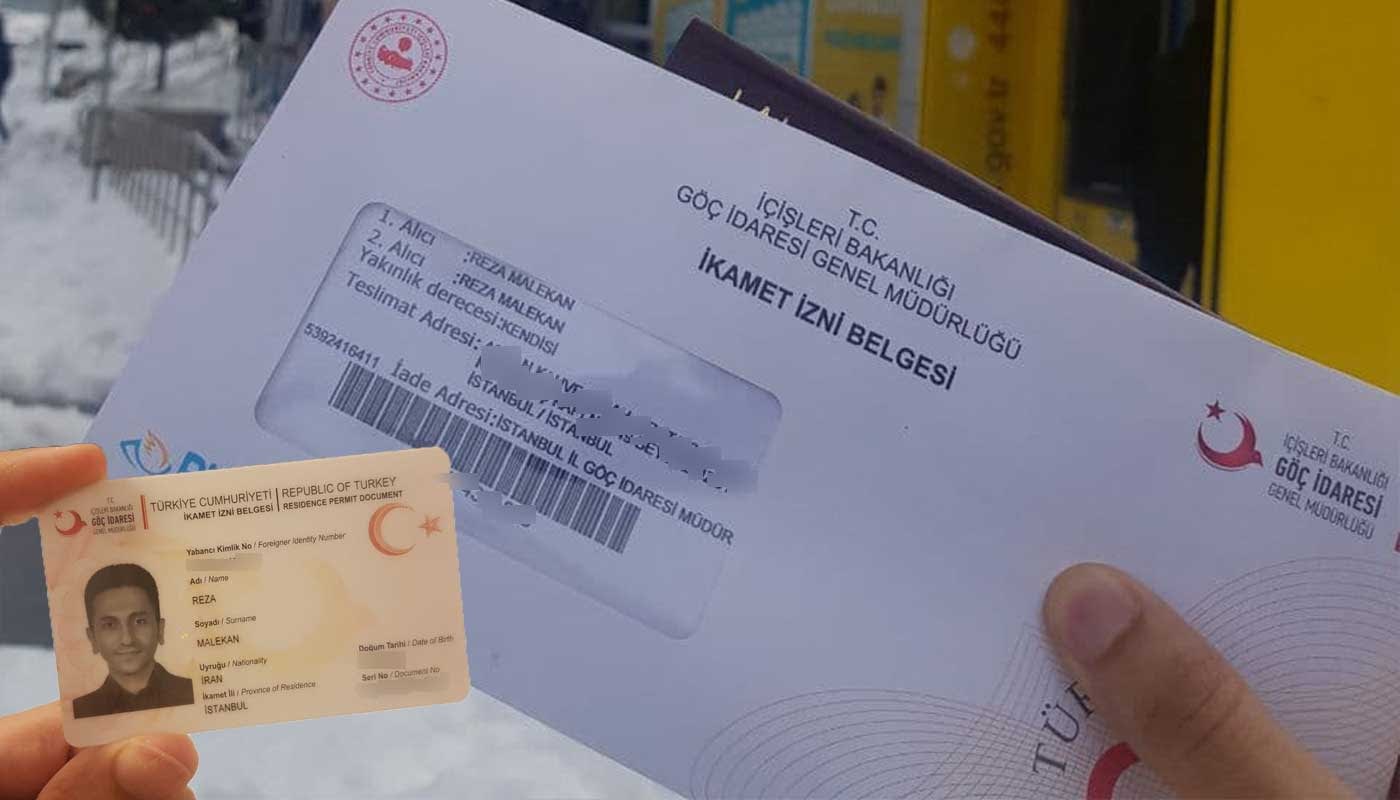 T.C.
İÇİŞLERİ BAKANLIĞI
GÖÇ İDARESİ GENEL MÜDÜRLÜĞÜ
İKAMET İZNİ BELGESİ
1. Alıcı :REZA MALEKAN
2. Alıcı :REZA MALEKAN
Yakınlık derecesi:KENDİSİ
Teslimat Adresi:
İSTANBUL / İSTANBUL
5392416411 İade Adresi:İSTANBUL İL GÖÇ İDARESİ MÜDÜR
T.C.
İÇİŞLERİ BAKANLIĞI
GÖÇ İDARESİ
GENEL MÜDÜRLÜĞÜ
TÜR
gov.tr 44
T.C.
İÇİŞLERİ BAKANLIĞI
GÖÇ İDARESİ
GENEL MÜDÜRLÜĞÜ
TÜRKİYE CUMHURİYETİ | REPUBLIC OF TURKEY
İKAMET İZNİ BELGESİ | RESIDENCE PERMIT DOCUMENT
Yabancı Kimlik No / Foreigner Identity Number
Adı / Name
REZA
Soyadı / Surname
MALEKAN
Uyruğu / Nationality
İRAN
İkamet İli / Province of Residence
İSTANBUL
Doğum Tarihi / Date of Birth
Seri No / Document No